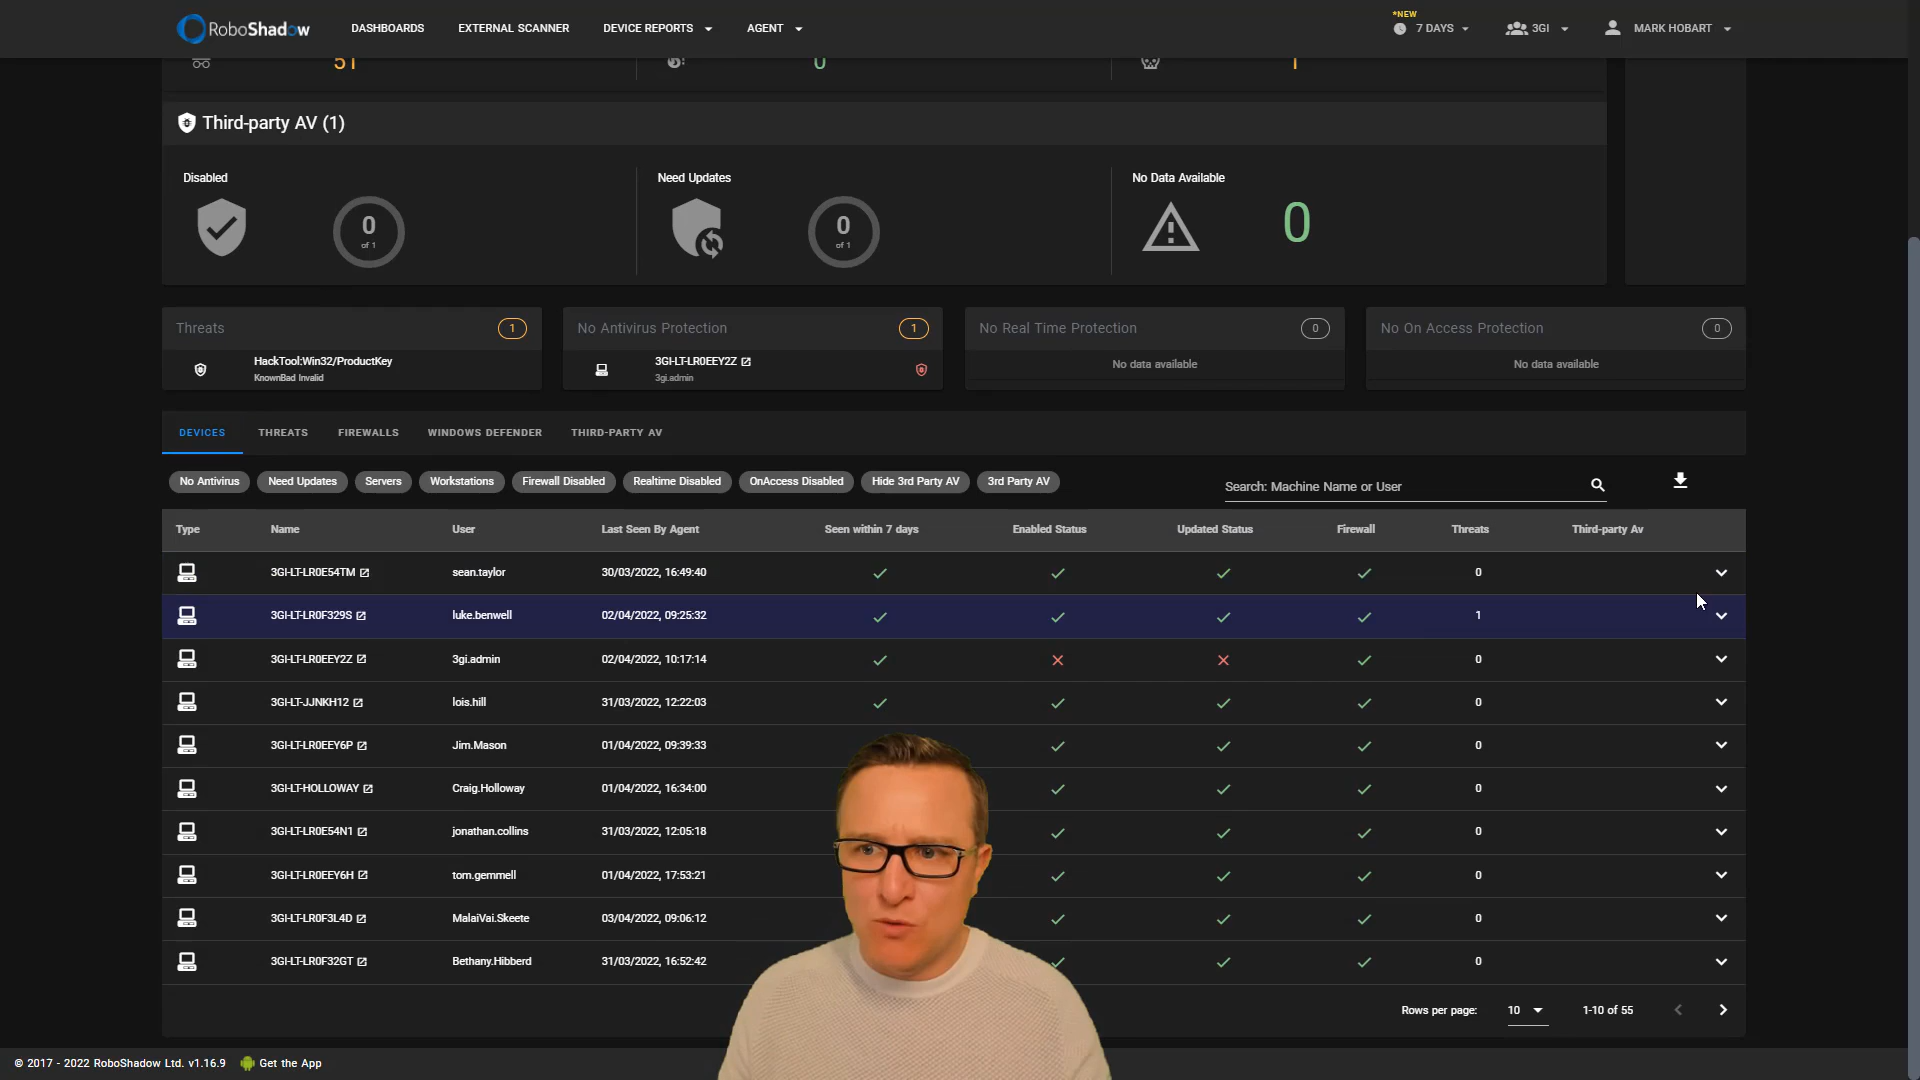 RoboShadow DASHBOARDS EXTERNAL SCANNER DEVICE REPORTS AGENT *NEW 7 DAYS 3GI MARK HOBART
51 0 1
Third-party AV (1)
Disabled Need Updates No Data Available
0 of 1 0 of 1 0
Threats 1 No Antivirus Protection 1 No Real Time Protection 0 No On Access Protection 0
HackTool:Win32/ProductKey 3GI-LT-LR0EEY2Z No data available No data available
KnownBad Invalid 3gi.admin
DEVICES THREATS FIREWALLS WINDOWS DEFENDER THIRD-PARTY AV
No Antivirus Need Updates Servers Workstations Firewall Disabled Realtime Disabled OnAccess Disabled Hide 3rd Party AV 3rd Party AV Search: Machine Name or User
Type Name User Last Seen By Agent Seen within 7 days Enabled Status Updated Status Firewall Threats Third-party Av
3GI-LT-LR0E54TM sean.taylor 30/03/2022, 16:49:40 0
3GI-LT-LR0F329S luke.benwell 02/04/2022, 09:25:32 1
3GI-LT-LR0EEY2Z 3gi.admin 02/04/2022, 10:17:14 0
3GI-LT-JJNKH12 lois.hill 31/03/2022, 12:22:03 0
3GI-LT-LR0EEY6P Jim.Mason 01/04/2022, 09:39:33 0
3GI-LT-HOLLOWAY Craig.Holloway 01/04/2022, 16:34:00 0
3GI-LT-LR0E54N1 jonathan.collins 31/03/2022, 12:05:18 0
3GI-LT-LR0EEY6H tom.gemmell 01/04/2022, 17:53:21 0
3GI-LT-LR0F3L4D MalaiVai.Skeete 03/04/2022, 09:06:12 0
3GI-LT-LR0F32GT Bethany.Hibberd 31/03/2022, 16:52:42 0
Rows per page: 10 1-10 of 55
© 2017 - 2022 RoboShadow Ltd. v1.16.9 Get the App